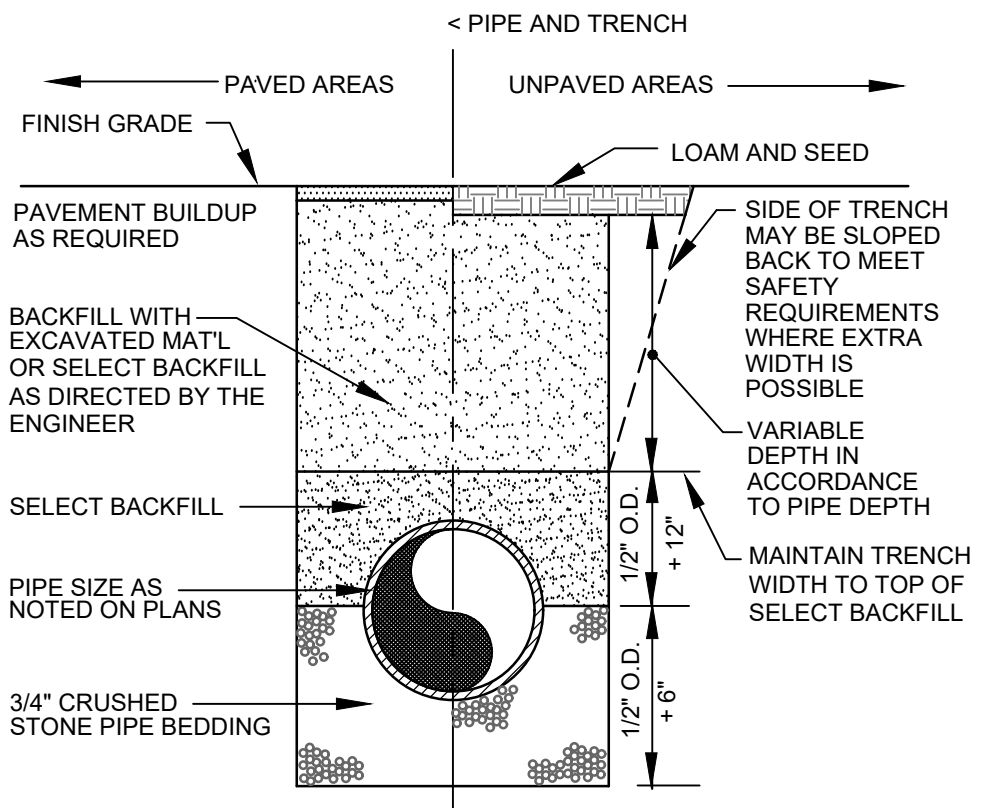 < PIPE AND TRENCH
PAVED AREAS
UNPAVED AREAS
FINISH GRADE
LOAM AND SEED
PAVEMENT BUILDUP
AS REQUIRED
SIDE OF TRENCH
MAY BE SLOPED
BACK TO MEET
SAFETY
REQUIREMENTS
WHERE EXTRA
WIDTH IS
POSSIBLE
BACKFILL WITH
EXCAVATED MAT'L
OR SELECT BACKFILL
AS DIRECTED BY THE
ENGINEER
VARIABLE
DEPTH IN
ACCORDANCE
TO PIPE DEPTH
SELECT BACKFILL
1/2" O.D.
+ 12"
MAINTAIN TRENCH
WIDTH TO TOP OF
SELECT BACKFILL
PIPE SIZE AS
NOTED ON PLANS
3/4" CRUSHED
STONE PIPE BEDDING
1/2" O.D.
+ 6"